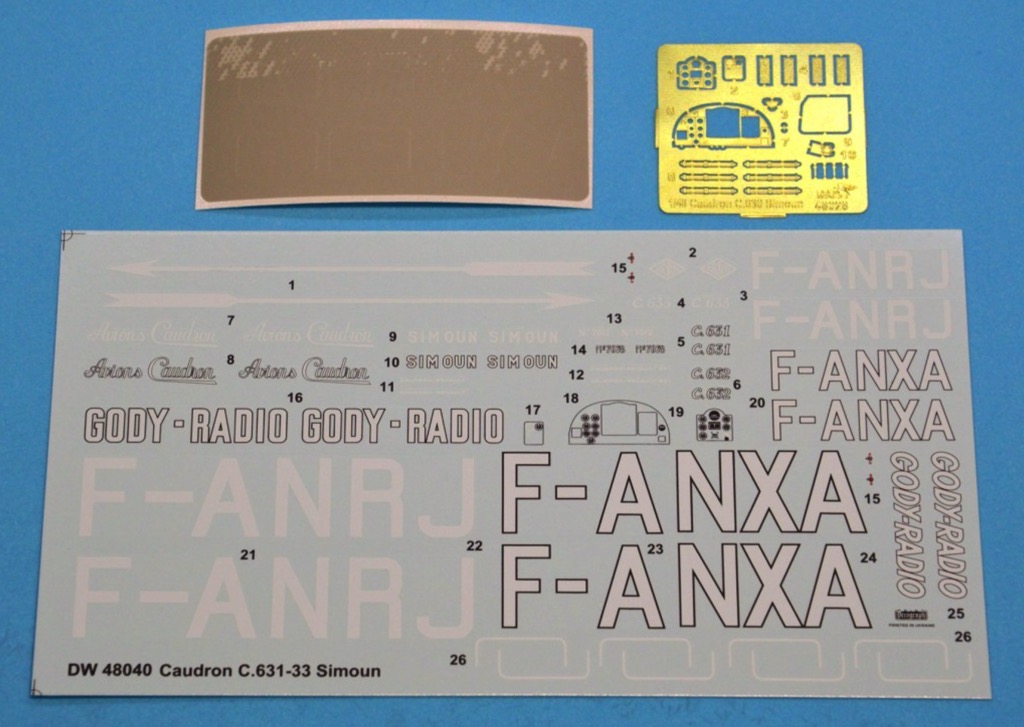 1/48 Caudron C.630 Simoun
48028
F-ANRJ
F-ANRJ
1
15
2
3
4
C.631 C.631
7
Avions Caudron Avions Caudron
9
SIMOUN SIMOUN
13
C.631
5
C.631
8
Avions Caudron Avions Caudron
10
SIMOUN SIMOUN
14
11
12
C.632
6
C.632
F-ANXA
F-ANXA
16
GODY-RADIO GODY-RADIO
17
18
19
20
F-ANRJ
F-ANRJ
21
22
F-ANXA
F-ANXA
23
24
15
GODY-RADIO
GODY-RADIO
25
PRINTED IN UKRAINE
26
26
DW 48040 Caudron C.631-33 Simoun